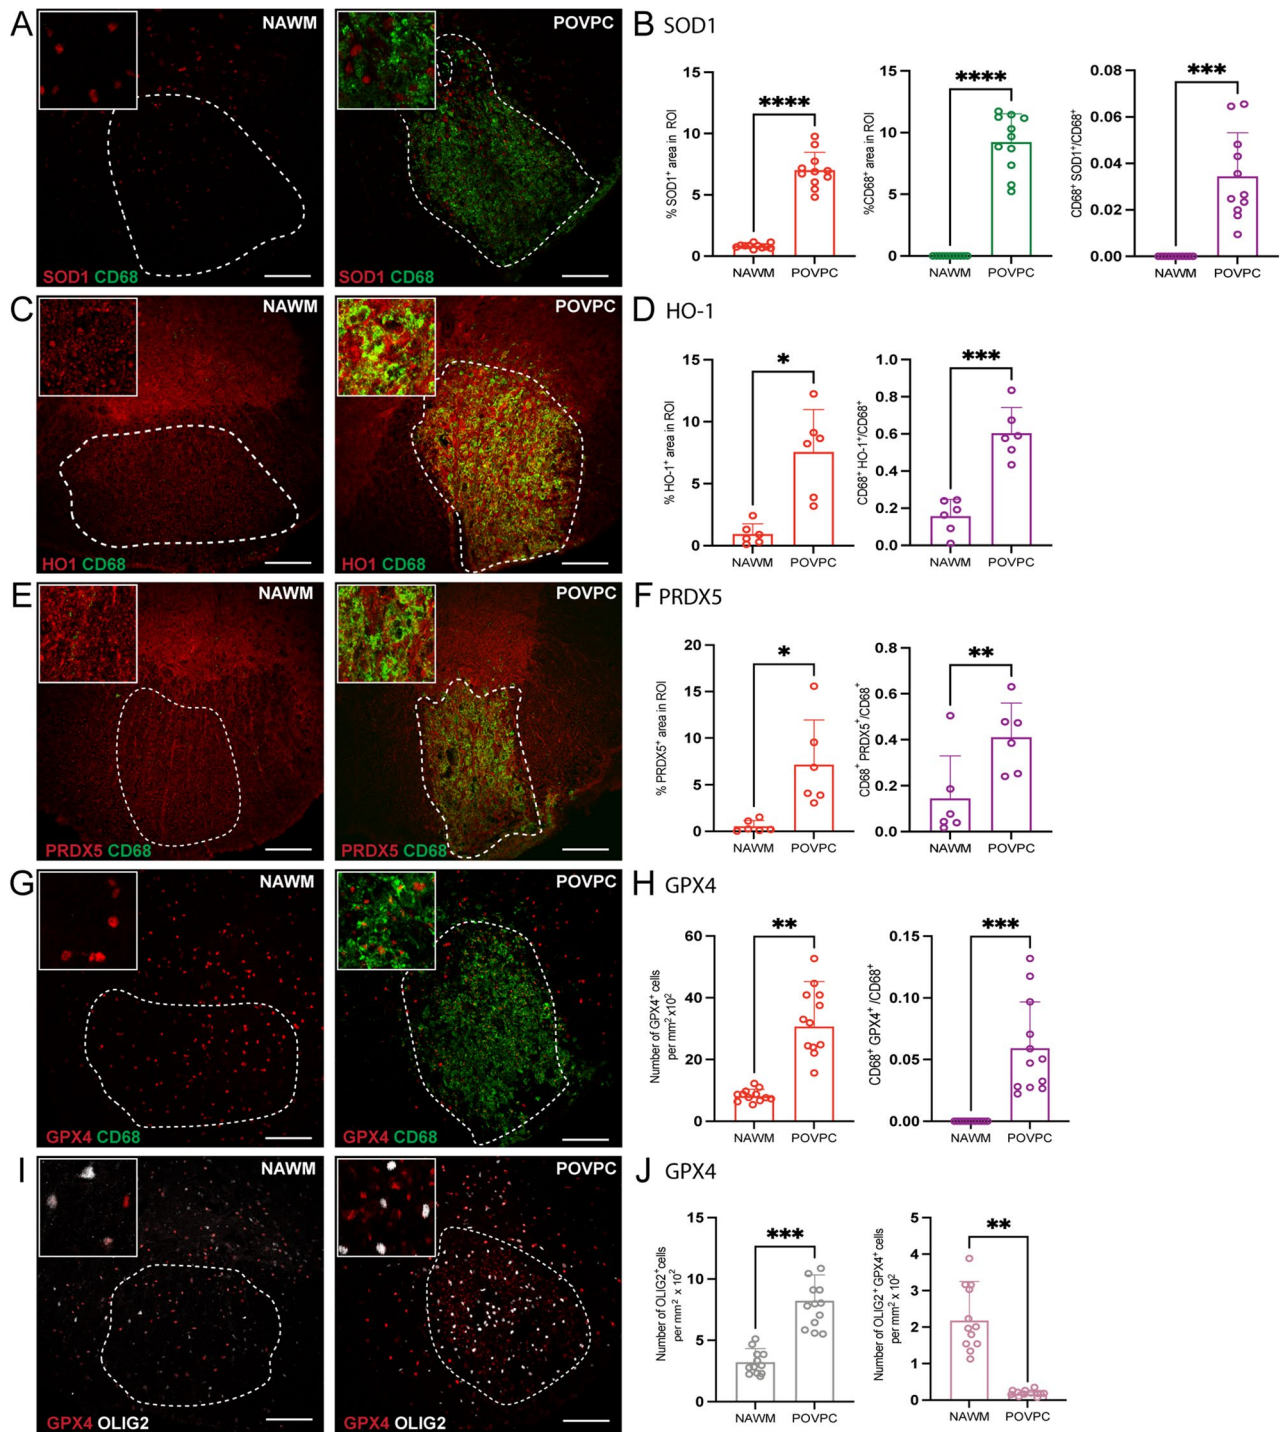 A
NAWM
SOD1 CD68
POVPC
SOD1 CD68
B SOD1
% SOD1⁺ area in ROI
15
10
5
0
NAWM POVPC
****
%CD68⁺ area in ROI
15
10
5
0
NAWM POVPC
****
CD68⁺ SOD1⁺/CD68⁺
0.08
0.06
0.04
0.02
0.00
NAWM POVPC
***
C
NAWM
HO1 CD68
POVPC
HO1 CD68
D HO-1
% HO-1⁺ area in ROI
15
10
5
0
NAWM POVPC
*
CD68⁺ HO-1⁺/CD68⁺
1.0
0.8
0.6
0.4
0.2
0.0
NAWM POVPC
***
E
NAWM
PRDX5 CD68
POVPC
PRDX5 CD68
F PRDX5
% PRDX5⁺ area in ROI
20
15
10
5
0
NAWM POVPC
*
CD68⁺ PRDX5⁺/CD68⁺
0.8
0.6
0.4
0.2
0.0
NAWM POVPC
**
G
NAWM
GPX4 CD68
POVPC
GPX4 CD68
H GPX4
Number of GPX4⁺ cells
per mm² x10²
60
40
20
0
NAWM POVPC
**
CD68⁺ GPX4⁺/CD68⁺
0.15
0.10
0.05
0.00
NAWM POVPC
***
I
NAWM
GPX4 OLIG2
POVPC
GPX4 OLIG2
J GPX4
Number of OLIG2⁺cells
per mm² x 10²
15
10
5
0
NAWM POVPC
***
Number of OLIG2⁺ GPX4⁺ cells
per mm² x 10²
5
4
3
2
1
0
NAWM POVPC
**